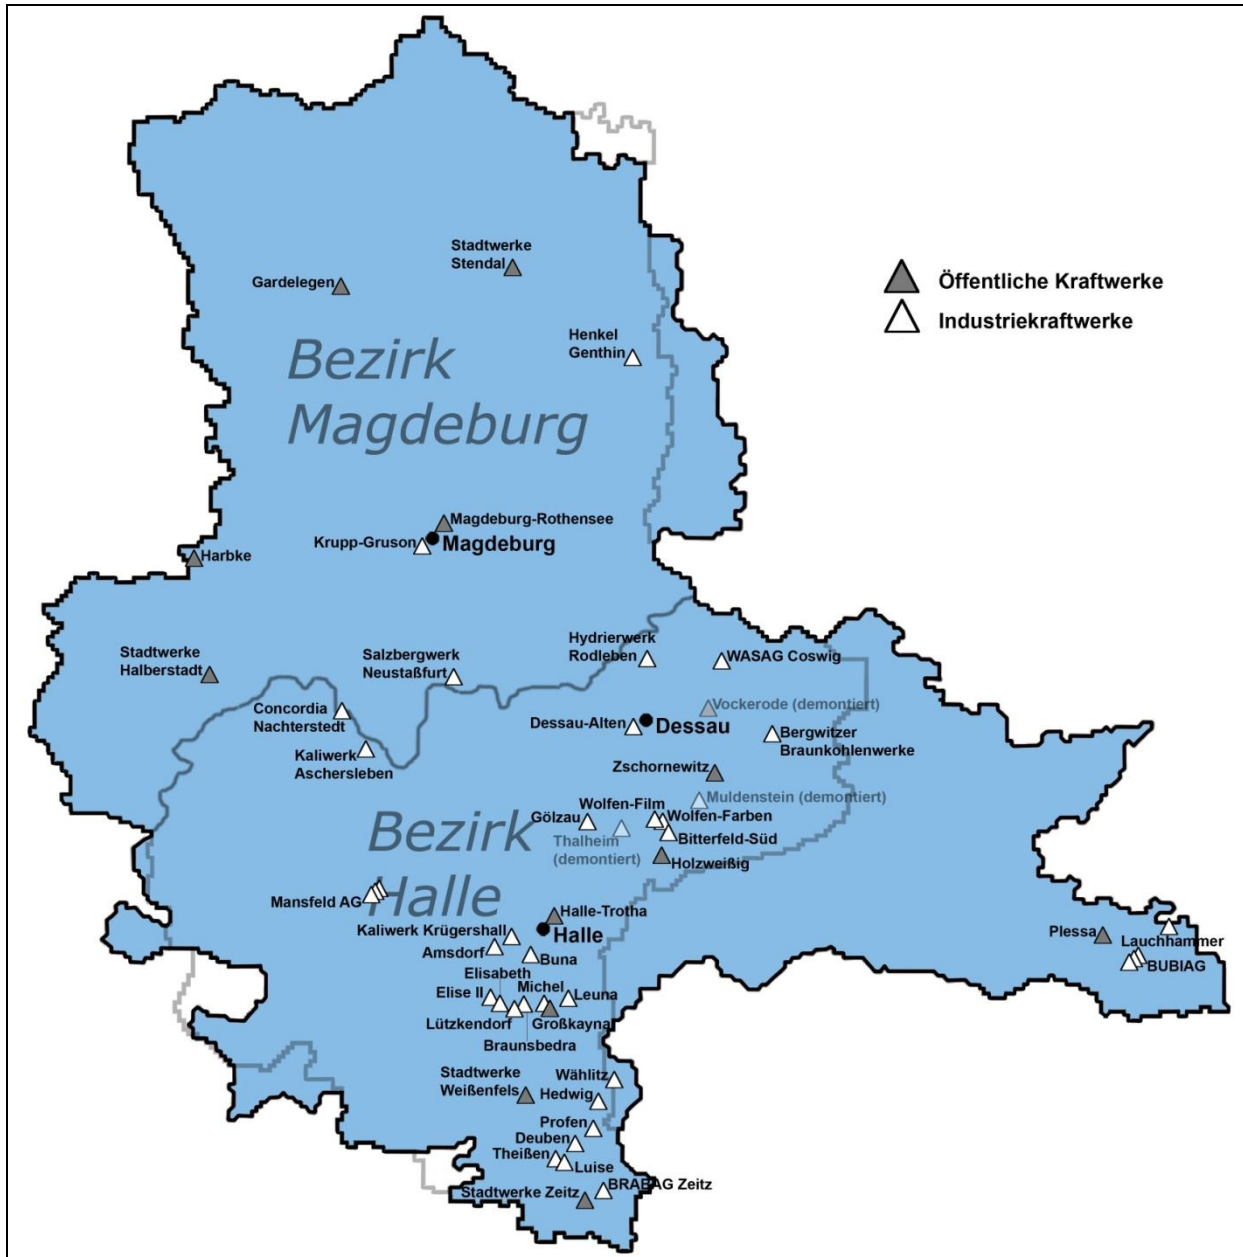 Stadtwerke
Stendal
Gardelegen
Öffentliche Kraftwerke
Industriekraftwerke
Henkel
Genthin
Bezirk
Magdeburg
Magdeburg-Rothensee
Krupp-Gruson
Magdeburg
Harbke
Stadtwerke
Halberstadt
Salzbergwerk
Neustaßfurt
Hydrierwerk
Rodleben
WASAG Coswig
Concordia
Nachterstedt
Vockerode (demontiert)
Dessau-Alten
Dessau
Bergwitzer
Braunkohlenwerke
Kaliwerk
Aschersleben
Zschornewitz
Muldenstein (demontiert)
Wolfen-Film
Gölzau
Wolfen-Farben
Bitterfeld-Süd
Thalheim
(demontiert)
Holzweißig
Bezirk
Halle
Mansfeld AG
Halle-Trotha
Kaliwerk Krügershall
Halle
Amsdorf
Buna
Plessa
Lauchhammer
BUBIAG
Elisabeth
Elise II
Michel
Leuna
Lützkendorf
Großkayna
Braunsbedra
Stadtwerke
Weißenfels
Wählitz
Hedwig
Profen
Deuben
Theißen
Luise
BRABAG Zeitz
Stadtwerke Zeitz